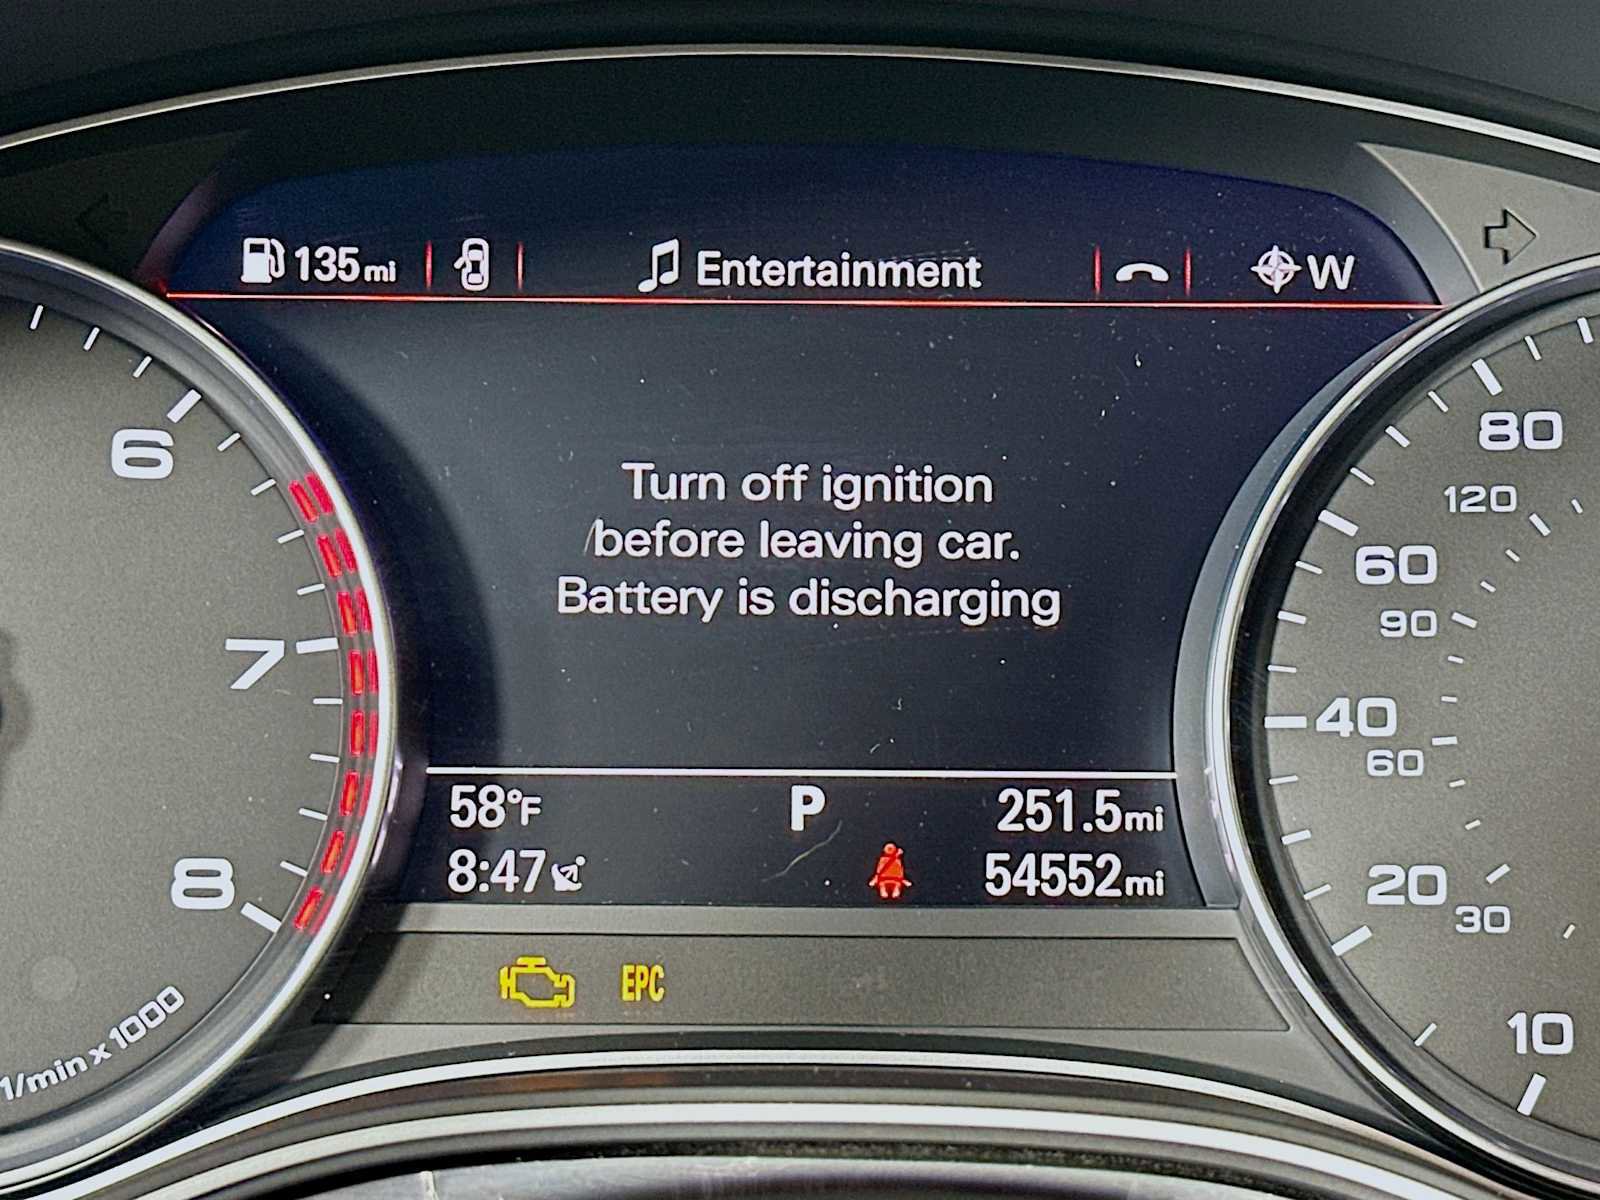 135mi Entertainment W
Turn off ignition
before leaving car.
Battery is discharging
58°F P 251.5mi
8:47 54552mi
EPC
6
7
8
1/min x 1000
80
120
60
90
40
60
20
30
10